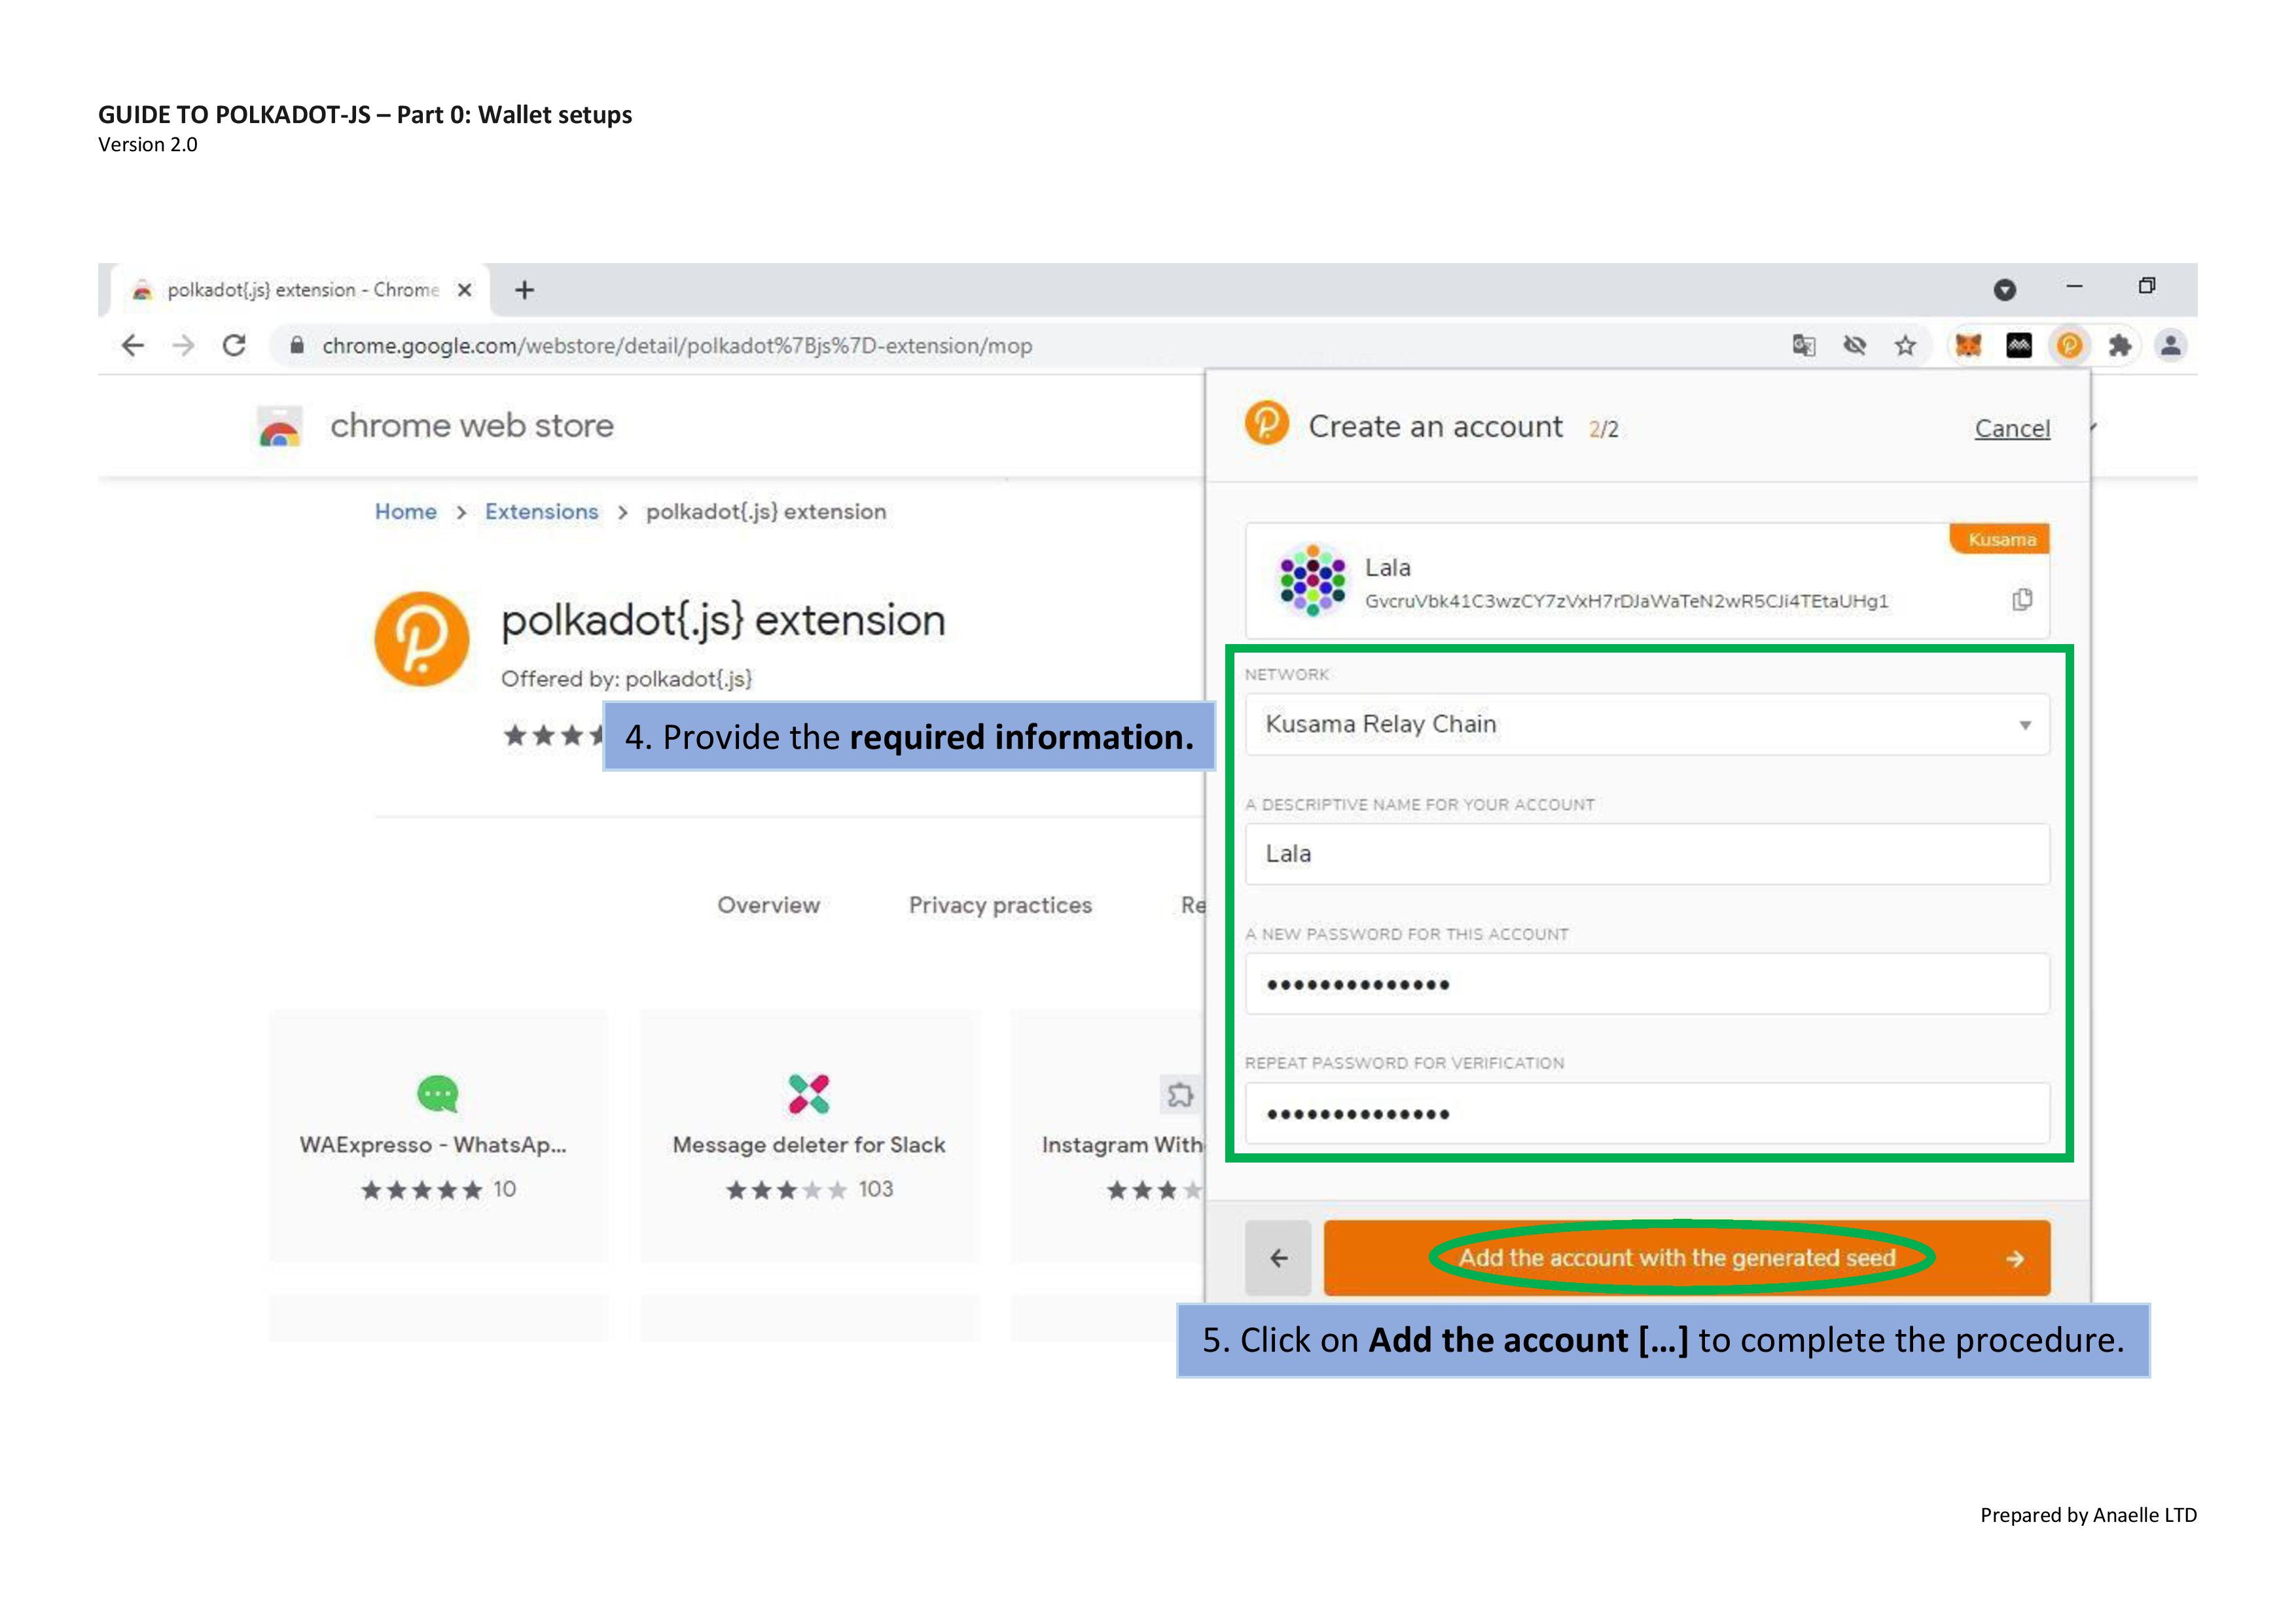 GUIDE TO POLKADOT-JS – Part 0: Wallet setups
Version 2.0
polkadot{.js} extension - Chrome
chrome.google.com/webstore/detail/polkadot%7Bjs%7D-extension/mop
chrome web store
Home > Extensions > polkadot{.js} extension
polkadot{.js} extension
Offered by: polkadot{.js}
4. Provide the required information.
Overview Privacy practices Re
WAExpresso - WhatsAp...
10
Message deleter for Slack
103
Instagram With
Create an account 2/2
Cancel
Kusama
Lala
GvcruVbk41C3wzCY7zVxH7rDJaWaTeN2wR5CJi4TEtaUHg1
NETWORK
Kusama Relay Chain
A DESCRIPTIVE NAME FOR YOUR ACCOUNT
Lala
A NEW PASSWORD FOR THIS ACCOUNT
••••••••••••••
REPEAT PASSWORD FOR VERIFICATION
••••••••••••••
Add the account with the generated seed
5. Click on Add the account [...] to complete the procedure.
Prepared by Anaelle LTD